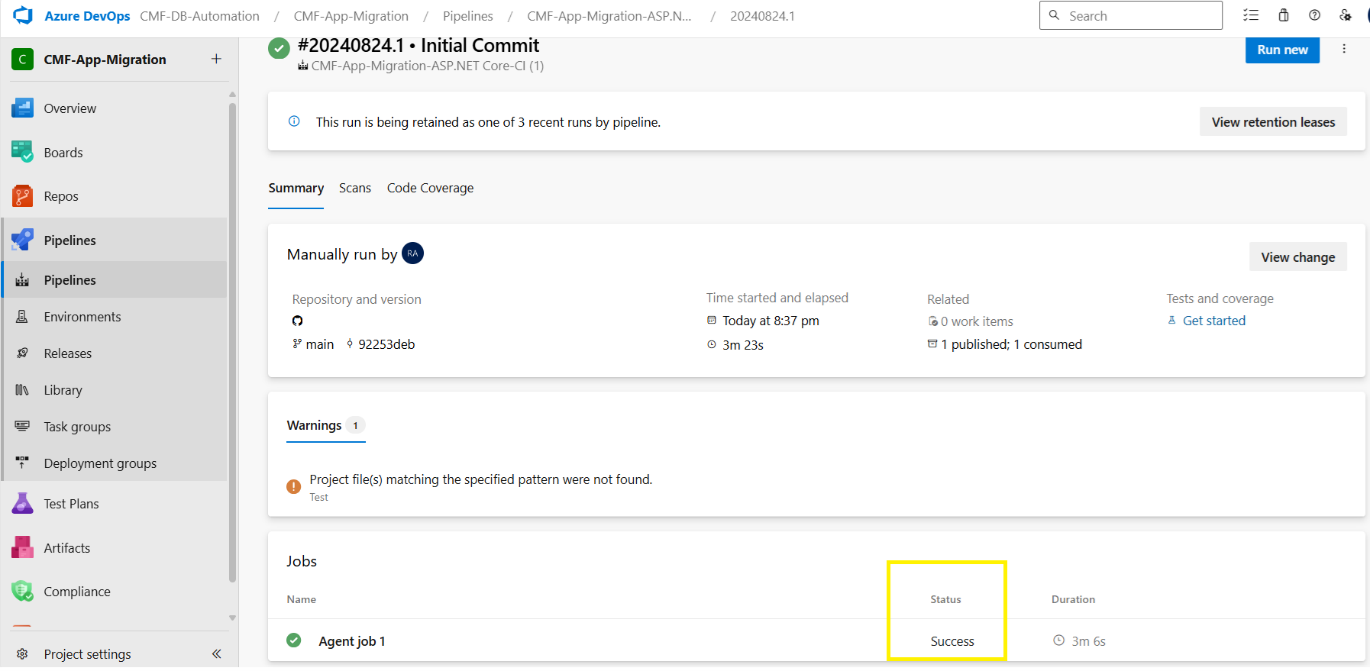 Azure DevOps CMF-DB-Automation / CMF-App-Migration / Pipelines / CMF-App-Migration-ASP.N... / 20240824.1
Search
C CMF-App-Migration +
Overview
Boards
Repos
Pipelines
Pipelines
Environments
Releases
Library
Task groups
Deployment groups
Test Plans
Artifacts
Compliance
Project settings
#20240824.1 • Initial Commit
CMF-App-Migration-ASP.NET Core-CI (1)
Run new
This run is being retained as one of 3 recent runs by pipeline.
View retention leases
Summary Scans Code Coverage
Manually run by RA
View change
Repository and version
main 92253deb
Time started and elapsed
Today at 8:37 pm
3m 23s
Related
0 work items
1 published; 1 consumed
Tests and coverage
Get started
Warnings 1
Project file(s) matching the specified pattern were not found.
Test
Jobs
Name Status Duration
Agent job 1 Success 3m 6s